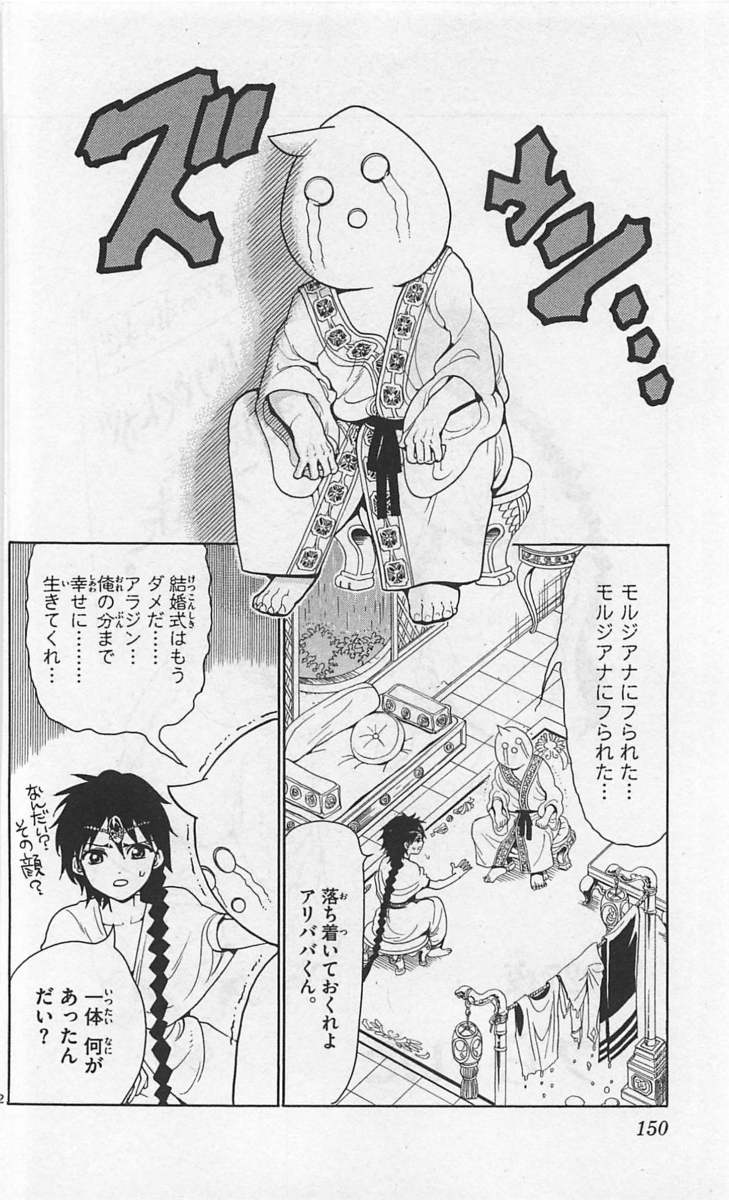 ズ
ーン…
モルジアナにフられた…
モルジアナにフられた…
落ち着いておくれよ
アリババくん。
結婚式はもう
ダメだ……
アラジン…
俺の分まで
幸せに………
生きてくれ…
なんだい?
その顔?
一体 何が
あったん
だい?
150